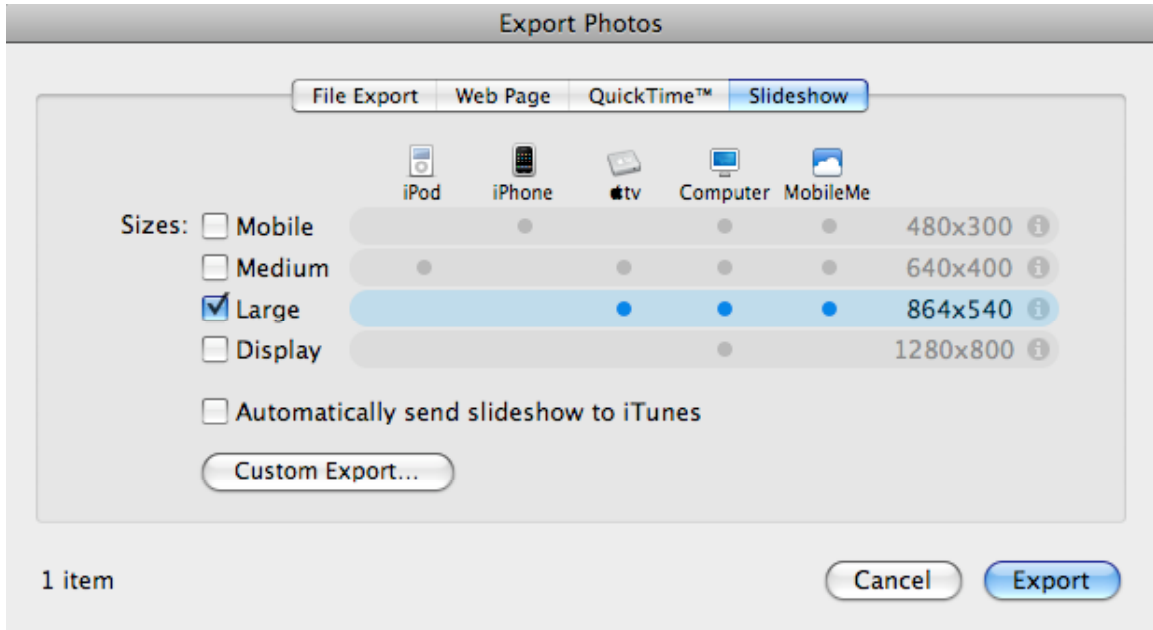 Export Photos
File Export Web Page QuickTime™ Slideshow
iPod iPhone tv Computer MobileMe
Sizes: Mobile 480x300
Medium 640x400
Large 864x540
Display 1280x800
Automatically send slideshow to iTunes
Custom Export...
1 item Cancel Export